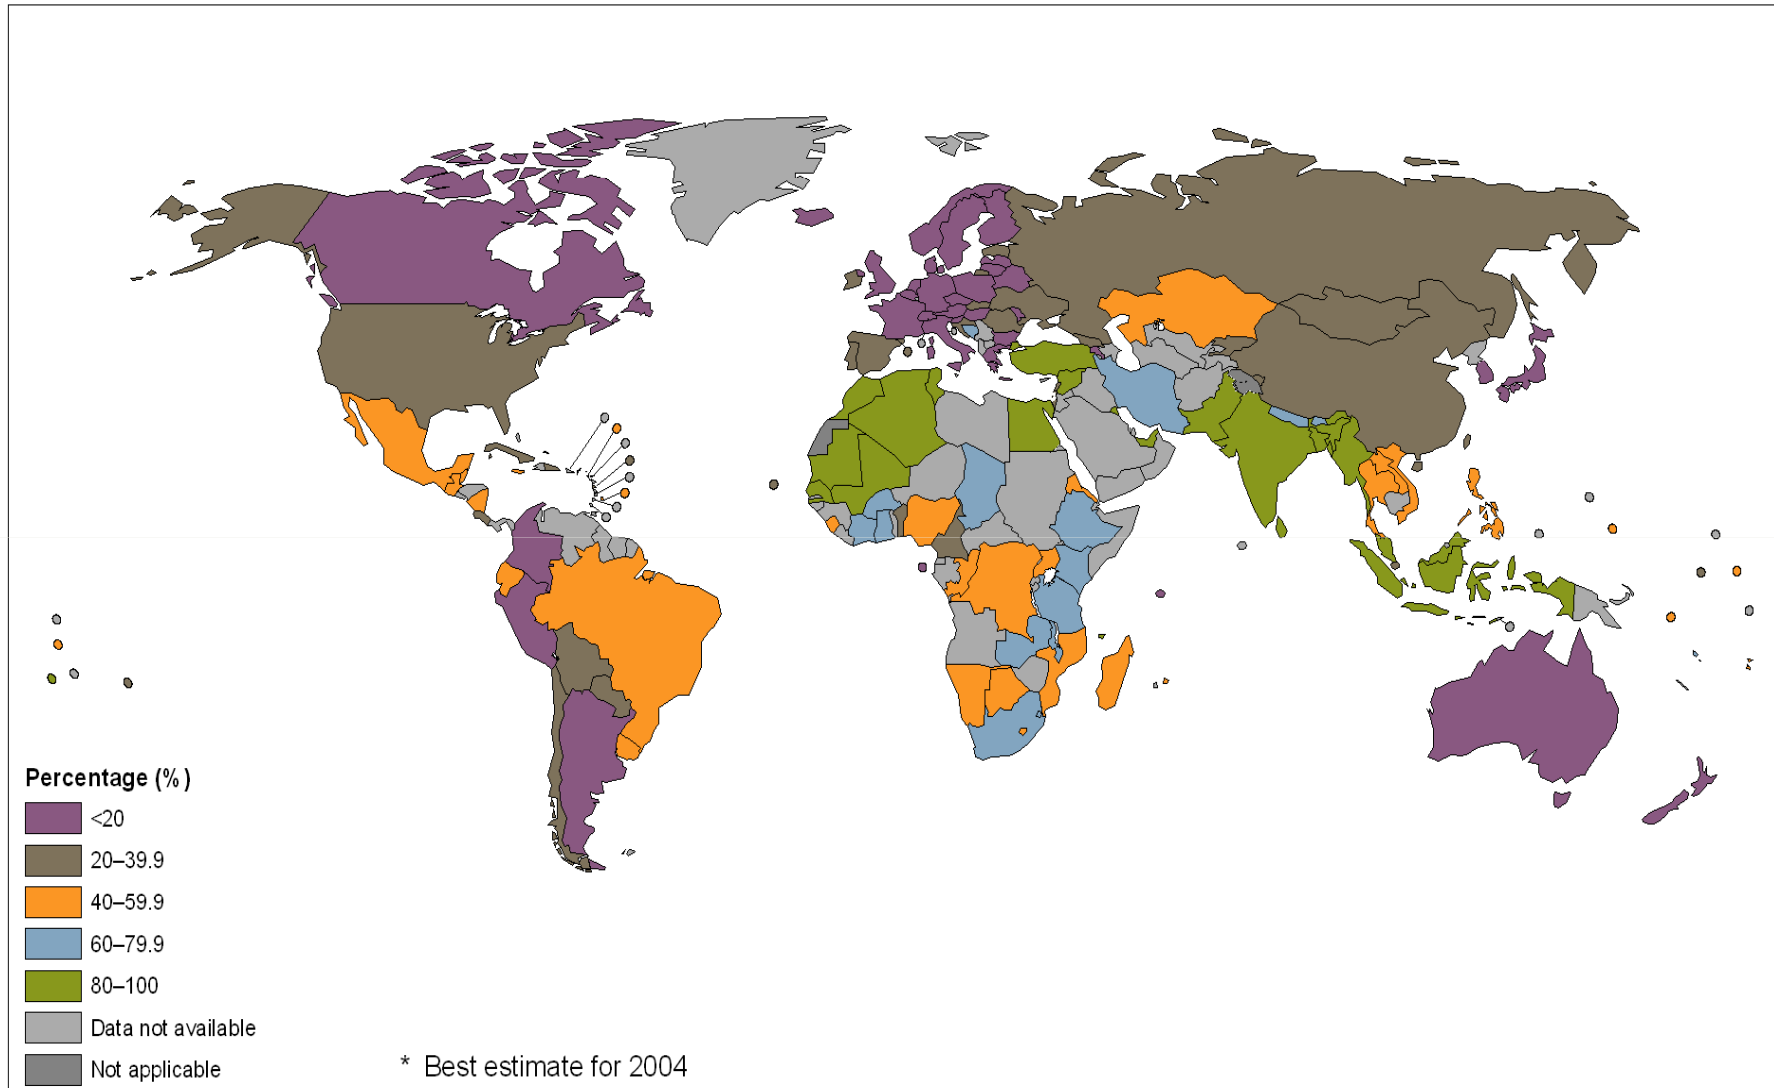 Percentage (%)
<20
20–39.9
40–59.9
60–79.9
80–100
Data not available
Not applicable
* Best estimate for 2004